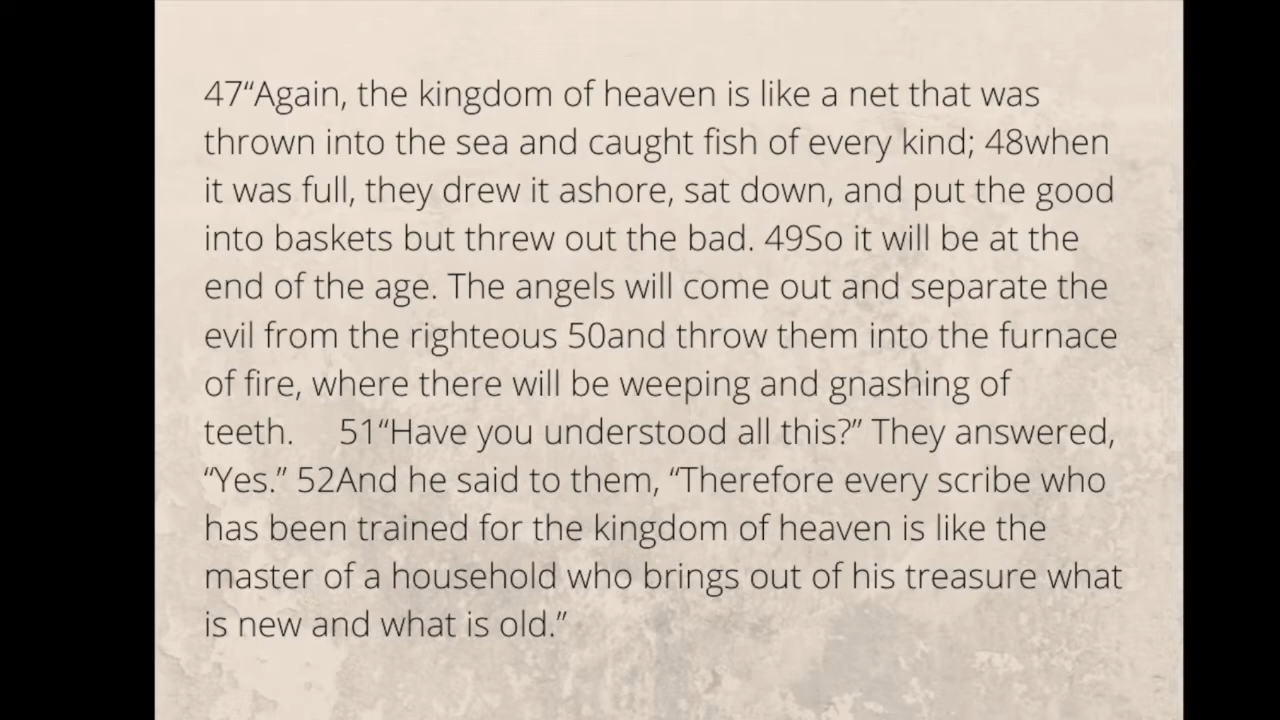 47“Again, the kingdom of heaven is like a net that was
thrown into the sea and caught fish of every kind; 48when
it was full, they drew it ashore, sat down, and put the good
into baskets but threw out the bad. 49So it will be at the
end of the age. The angels will come out and separate the
evil from the righteous 50and throw them into the furnace
of fire, where there will be weeping and gnashing of
teeth.    51“Have you understood all this?” They answered,
“Yes.” 52And he said to them, “Therefore every scribe who
has been trained for the kingdom of heaven is like the
master of a household who brings out of his treasure what
is new and what is old.”